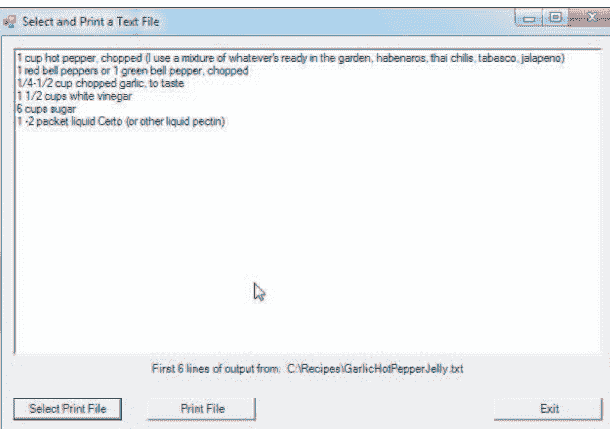 Select and Print a Text File
1 cup hot pepper, chopped (I use a mixture of whatever's ready in the garden, habenaros, thai chilis, tabasco, jalapeno)
1 red bell peppers or 1 green bell pepper, chopped
1/4-1/2 cup chopped garlic, to taste
1 1/2 cups white vinegar
6 cups sugar
1 -2 packet liquid Certo (or other liquid pectin)
First 6 lines of output from: C:\Recipes\GarlicHotPepperJelly.txt
Select Print File
Print File
Exit